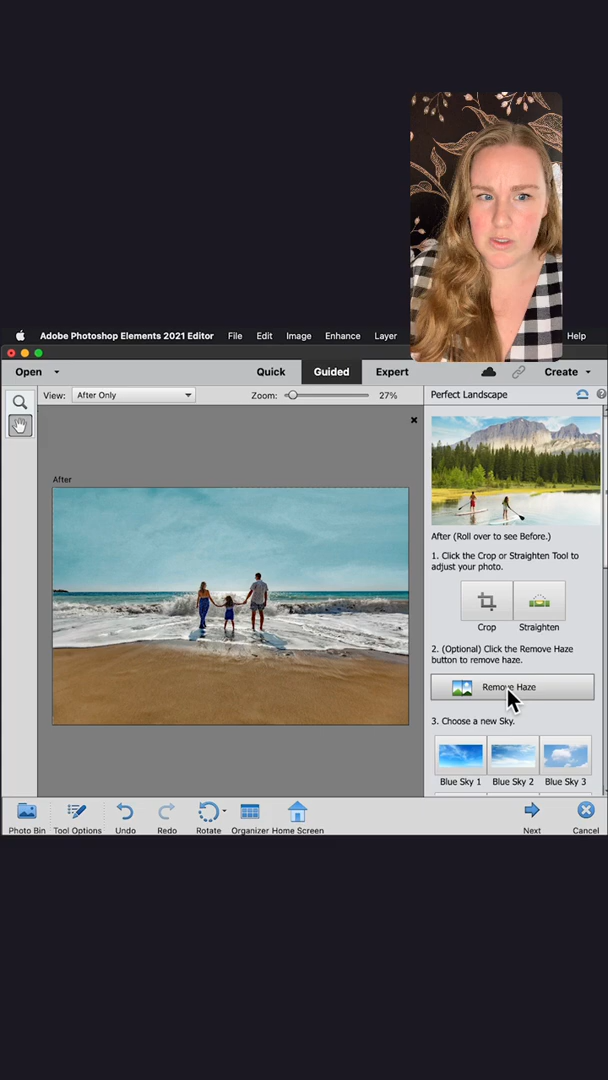 Adobe Photoshop Elements 2021 Editor File Edit Image Enhance Layer Help
Open Quick Guided Expert Create
View: After Only Zoom: 27% Perfect Landscape
After
After (Roll over to see Before.)
1. Click the Crop or Straighten Tool to
adjust your photo.
Crop Straighten
2. (Optional) Click the Remove Haze
button to remove haze.
Remove Haze
3. Choose a new Sky.
Blue Sky 1 Blue Sky 2 Blue Sky 3
Photo Bin Tool Options Undo Redo Rotate Organizer Home Screen Next Cancel